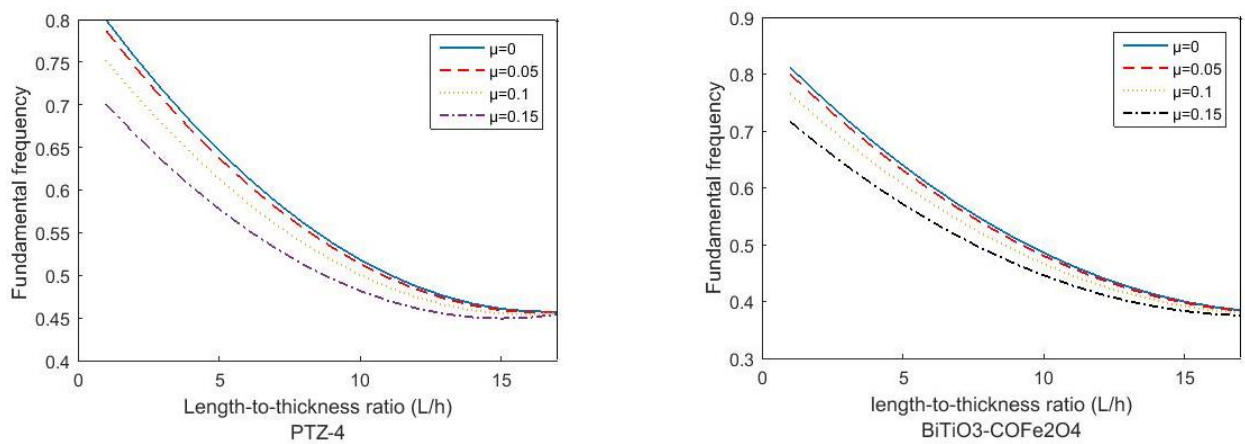 0.8
0.75
0.7
0.65
0.6
0.55
0.5
0.45
0.4
Fundamental frequency
μ=0
μ=0.05
μ=0.1
μ=0.15
0 5 10 15
Length-to-thickness ratio (L/h)
PTZ-4
0.9
0.8
0.7
0.6
0.5
0.4
0.3
Fundamental frequency
μ=0
μ=0.05
μ=0.1
μ=0.15
0 5 10 15
length-to-thickness ratio (L/h)
BiTiO3-COFe2O4